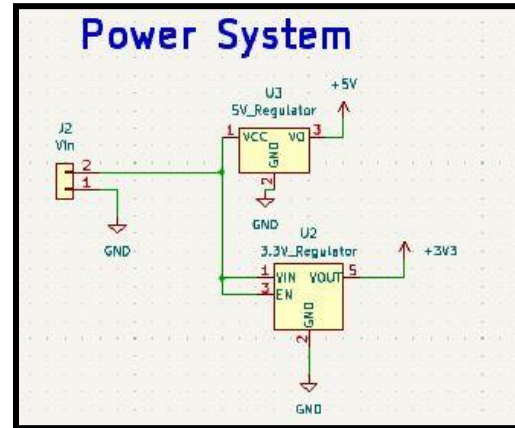 Power System
+5V
U3
5V_Regulator
1 VCC VO 3
GND
2
GND
J2
Vin
2
1
GND
U2
3.3V_Regulator
+3V3
1 VIN VOUT 5
3 EN
GND
2
GND